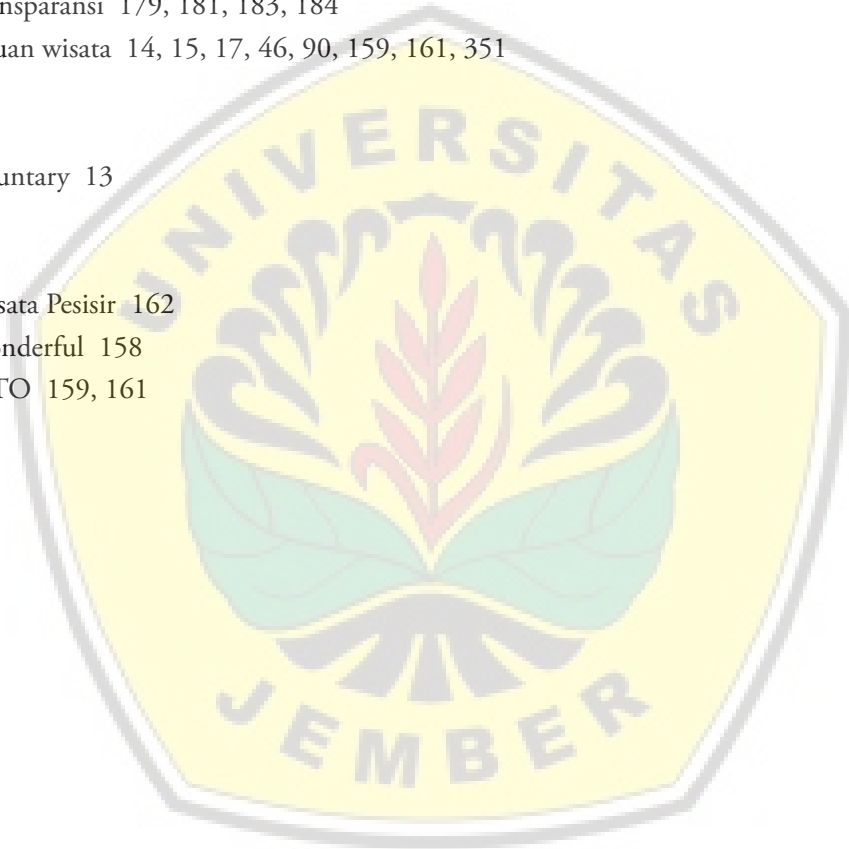 nsparansi 179, 181, 183, 184
uan wisata 14, 15, 17, 46, 90, 159, 161, 351
untary 13
sata Pesisir 162
nderful 158
TO 159, 161
UNIVERSITAS
JEMBER